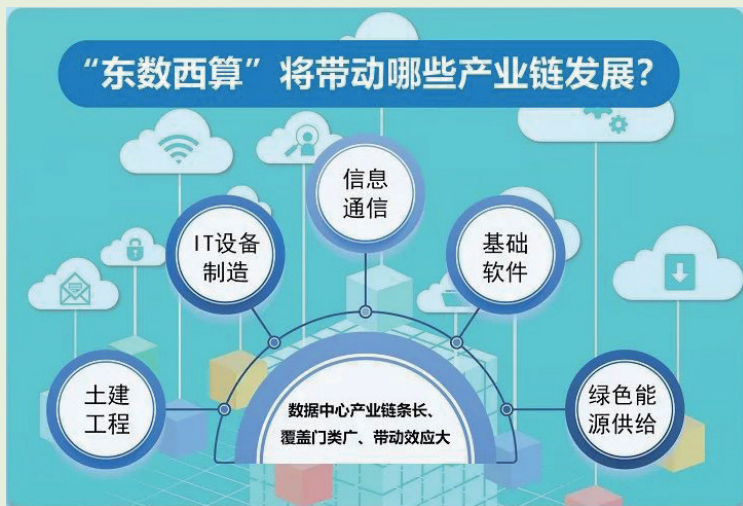 “东数西算”将带动哪些产业链发展？
信息
通信
IT设备
制造
基础
软件
土建
工程
绿色能
源供给
数据中心产业链条长、
覆盖门类广、带动效应大